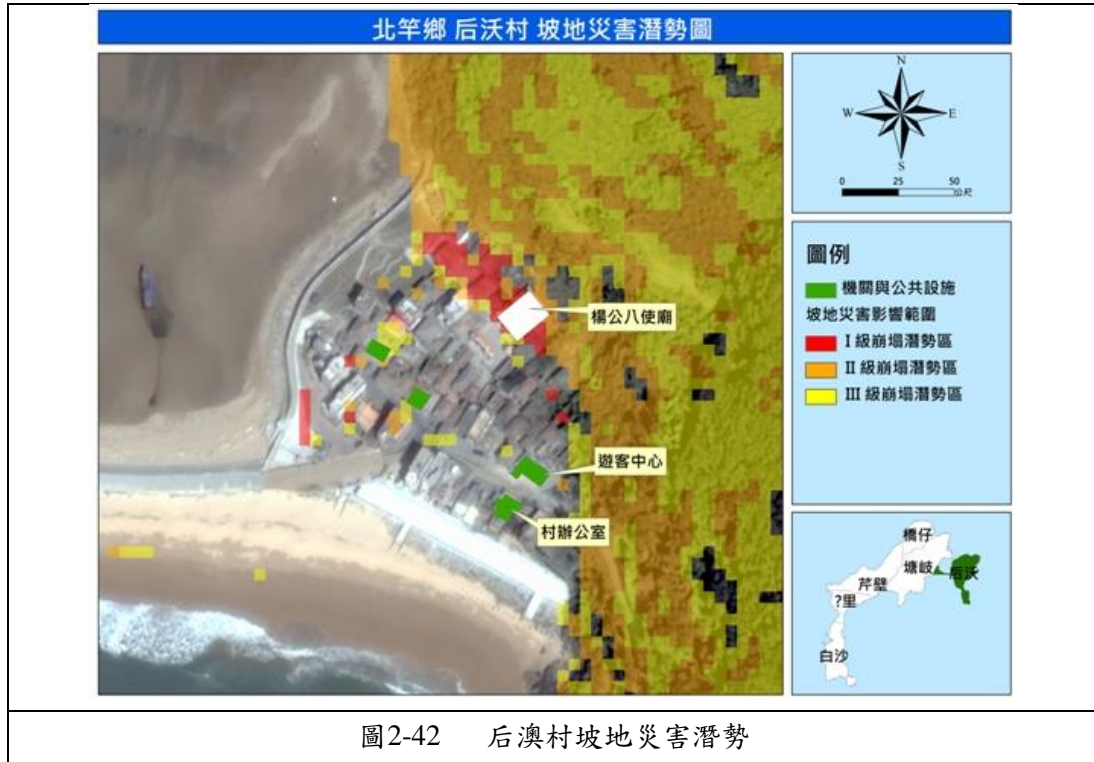 北竿鄉 后沃村 坡地災害潛勢圖
N
W
E
S
0 25 50
公尺
圖例
機關與公共設施
坡地災害影響範圍
I 級崩塌潛勢區
II 級崩塌潛勢區
III 級崩塌潛勢區
楊公八使廟
遊客中心
村辦公室
橋仔
塘岐
后沃
芹壁
?里
白沙
圖2-42 后澳村坡地災害潛勢